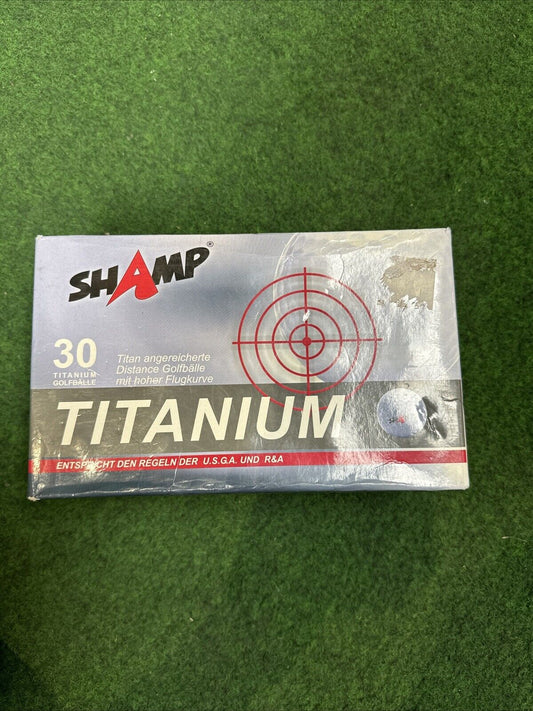 SHAMP®
30
TITANIUM
GOLFBÄLLE
Titan angereicherte
Distance Golfbälle
mit hoher Flugkurve
TITANIUM
ENTSPRICHT DEN REGELN DER U.S.G.A. UND R&A